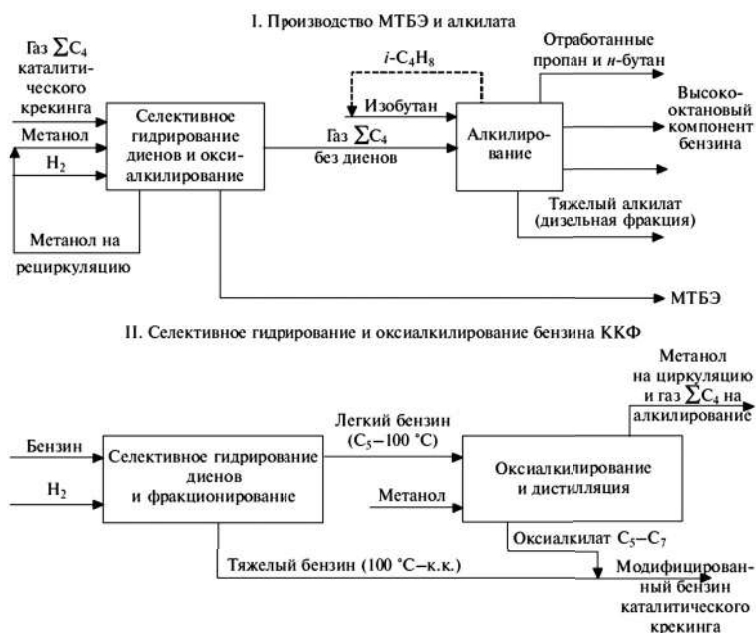 I. Производство МТБЭ и алкилата
Газ ∑C₄
каталити-
ческого
крекинга
Метанол
H₂
Метанол на
рециркуляцию
Селективное
гидрирование
диенов и окси-
алкилирование
i-C₄H₈
Изобутан
Газ ∑C₄
без диенов
Алкилиро-
вание
Отработанные
пропан и н-бутан
Высоко-
октановый
компонент
бензина
Тяжелый алкилат
(дизельная фракция)
МТБЭ
II. Селективное гидрирование и оксиалкилирование бензина ККФ
Бензин
H₂
Селективное гидрирование
диенов
и фракционирование
Легкий бензин
(C₅–100 °C)
Метанол
Оксиалкилирование
и дистилляция
Метанол
на циркуляцию
и газ ∑C₄ на
алкилирование
Оксиалкилат C₅–C₇
Тяжелый бензин (100 °C–к.к.)
Модифицирован-
ный бензин
каталитического
крекинга